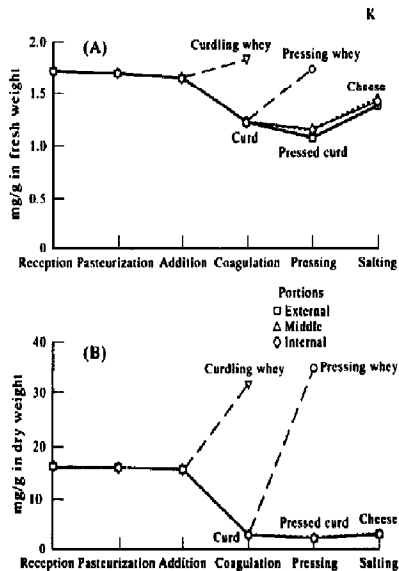 K
(A)
mg/g in fresh weight
2.0
1.5
1.0
0.5
0
Curdling whey
Pressing whey
Cheese
Curd
Pressed curd
Reception Pasteurization Addition Coagulation Pressing Salting
Portions
External
Middle
Internal
(B)
mg/g in dry weight
40
30
20
10
0
Curdling whey
Pressing whey
Curd
Pressed curd
Cheese
Reception Pasteurization Addition Coagulation Pressing Salting